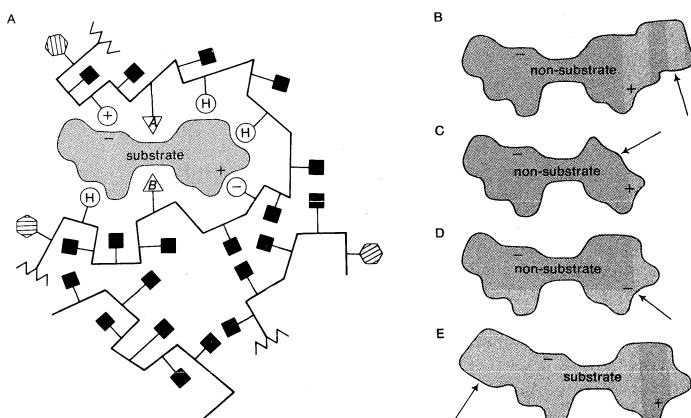 A
+
A
H
H
−
substrate
+
B
H
−
B
−
non-substrate
+
C
−
non-substrate
+
D
−
non-substrate
−
E
−
substrate
+